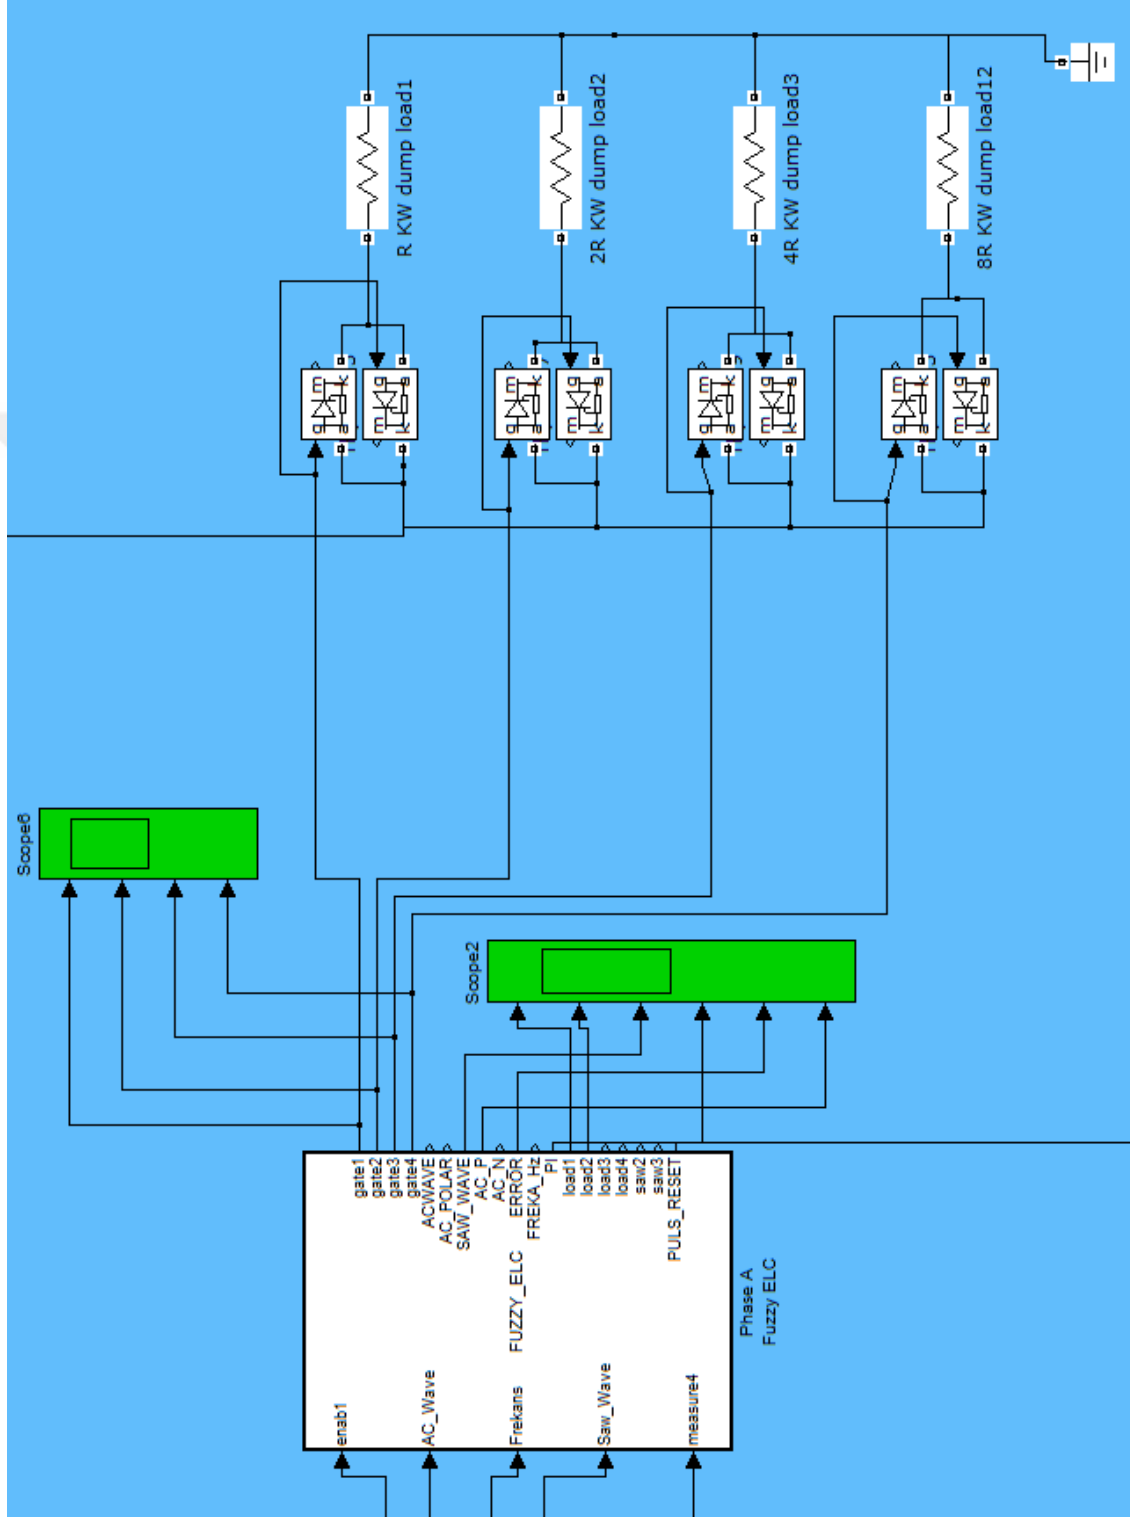 R KW dump load1
2R KW dump load2
4R KW dump load3
8R KW dump load12
g m
a k
m g
k a
g m
a k
m g
k a
g m
a k
m g
k a
g m
a k
m g
k a
Scope6
Scope2
gate1
gate2
gate3
gate4
ACWAVE
AC_POLAR
SAW_WAVE
AC_P
AC_N
ERROR
FREKA_Hz
PI
load1
load2
load3
load4
saw2
saw3
PULS_RESET
FUZZY_ELC
enab1
AC_Wave
Frekans
Saw_Wave
measure4
Phase A
Fuzzy ELC